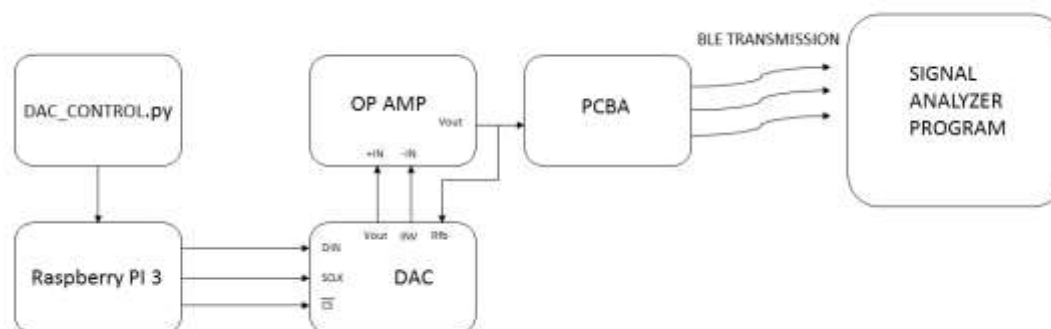 BLE TRANSMISSION
DAC_CONTROL.py
OP AMP
Vout
+IN
-IN
PCBA
SIGNAL
ANALYZER
PROGRAM
Raspberry PI 3
Vout
INV
Rfb
DIN
SCLK
DAC